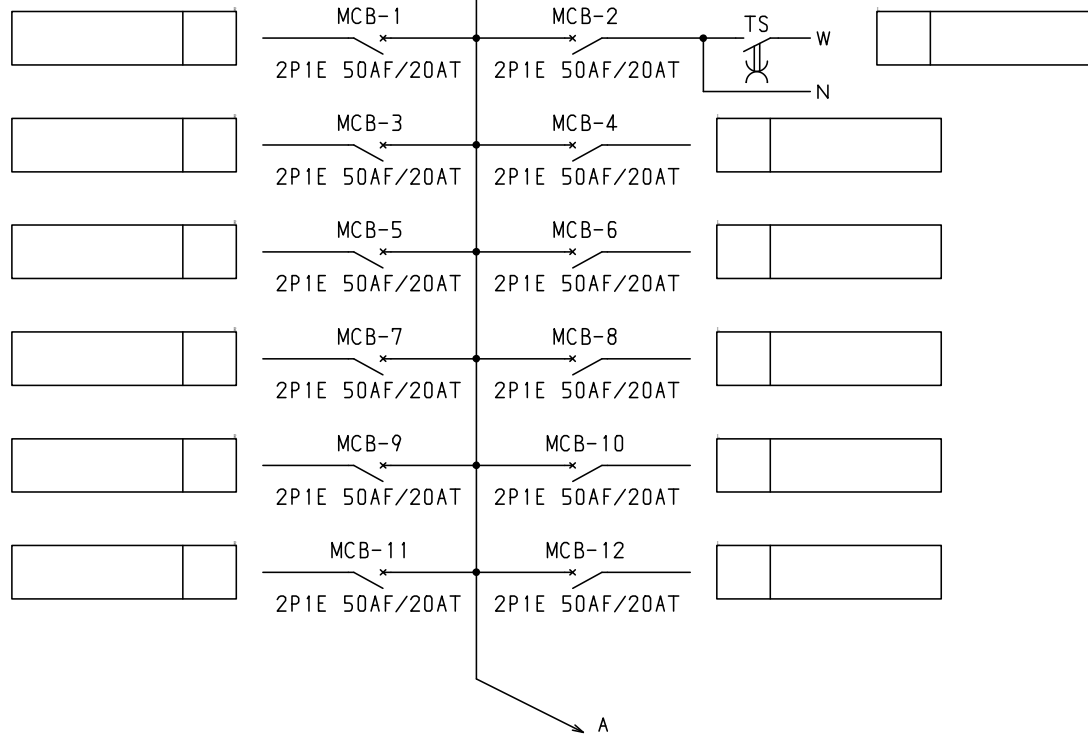 MCB-1 MCB-2 TS W
2P1E 50AF/20AT 2P1E 50AF/20AT N
MCB-3 MCB-4
2P1E 50AF/20AT 2P1E 50AF/20AT
MCB-5 MCB-6
2P1E 50AF/20AT 2P1E 50AF/20AT
MCB-7 MCB-8
2P1E 50AF/20AT 2P1E 50AF/20AT
MCB-9 MCB-10
2P1E 50AF/20AT 2P1E 50AF/20AT
MCB-11 MCB-12
2P1E 50AF/20AT 2P1E 50AF/20AT
A